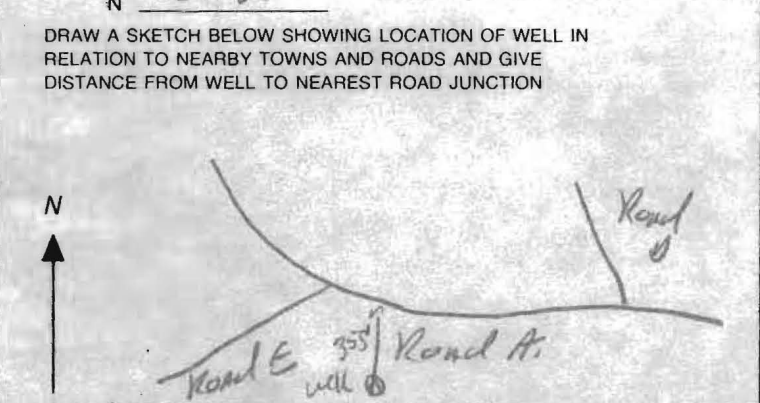 N
DRAW A SKETCH BELOW SHOWING LOCATION OF WELL IN
RELATION TO NEARBY TOWNS AND ROADS AND GIVE
DISTANCE FROM WELL TO NEAREST ROAD JUNCTION
N
Road
Road E
355'
well
Road A.